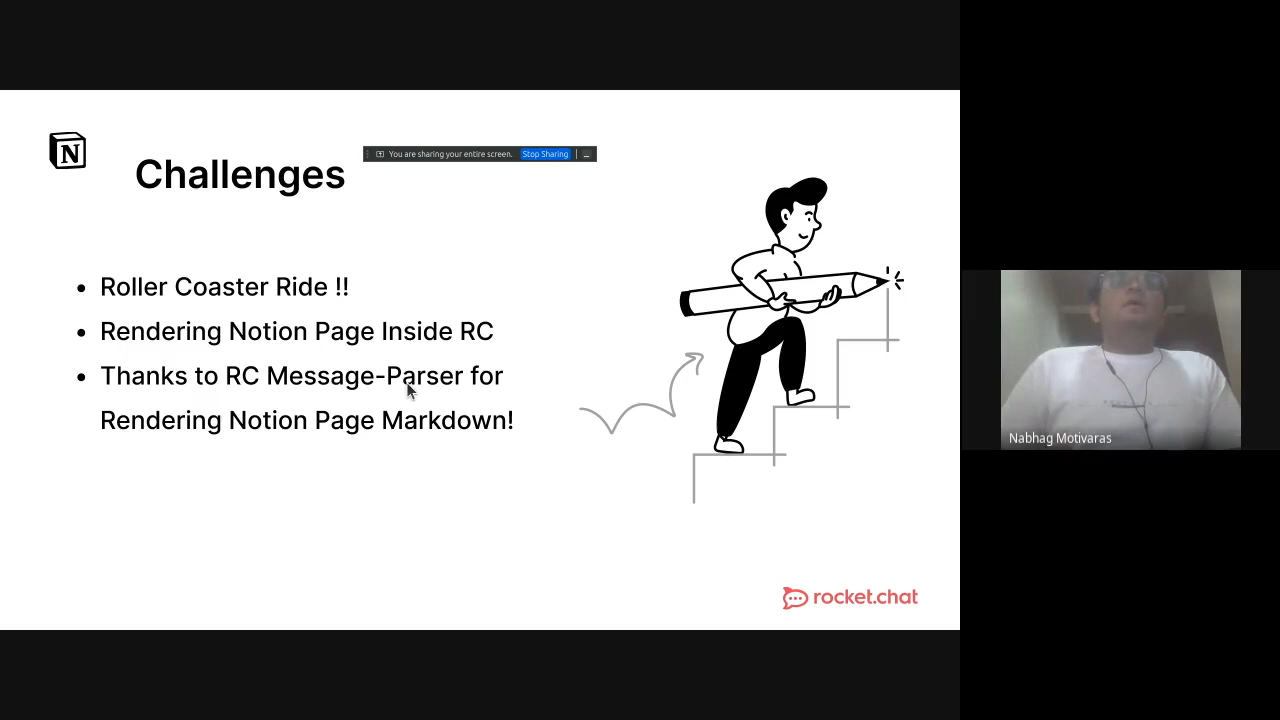 N
Challenges
You are sharing your entire screen. Stop Sharing
Roller Coaster Ride !!
Rendering Notion Page Inside RC
Thanks to RC Message-Parser for
Rendering Notion Page Markdown!
rocket.chat
Nabhag Motivaras